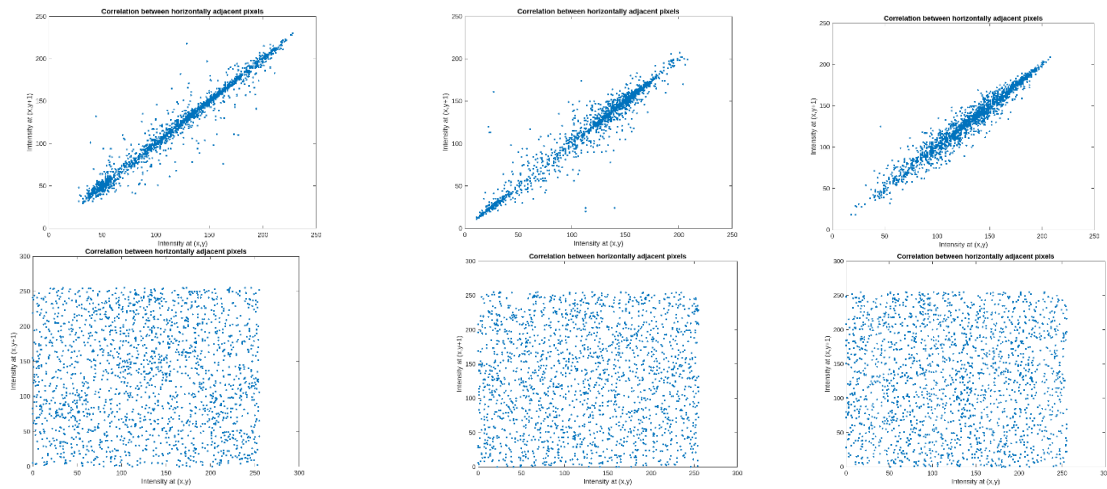 Correlation between horizontally adjacent pixels
250
200
150
100
50
0
Intensity at (x,y+1)
0 50 100 150 200 250
Intensity at (x,y)
Correlation between horizontally adjacent pixels
250
200
150
100
50
0
Intensity at (x,y+1)
0 50 100 150 200 250
Intensity at (x,y)
Correlation between horizontally adjacent pixels
250
200
150
100
50
0
Intensity at (x,y+1)
0 50 100 150 200 250
Intensity at (x,y)
Correlation between horizontally adjacent pixels
300
250
200
150
100
50
0
Intensity at (x,y+1)
0 50 100 150 200 250 300
Intensity at (x,y)
Correlation between horizontally adjacent pixels
300
250
200
150
100
50
0
Intensity at (x,y+1)
0 50 100 150 200 250 300
Intensity at (x,y)
Correlation between horizontally adjacent pixels
300
250
200
150
100
50
0
Intensity at (x,y+1)
0 50 100 150 200 250 300
Intensity at (x,y)